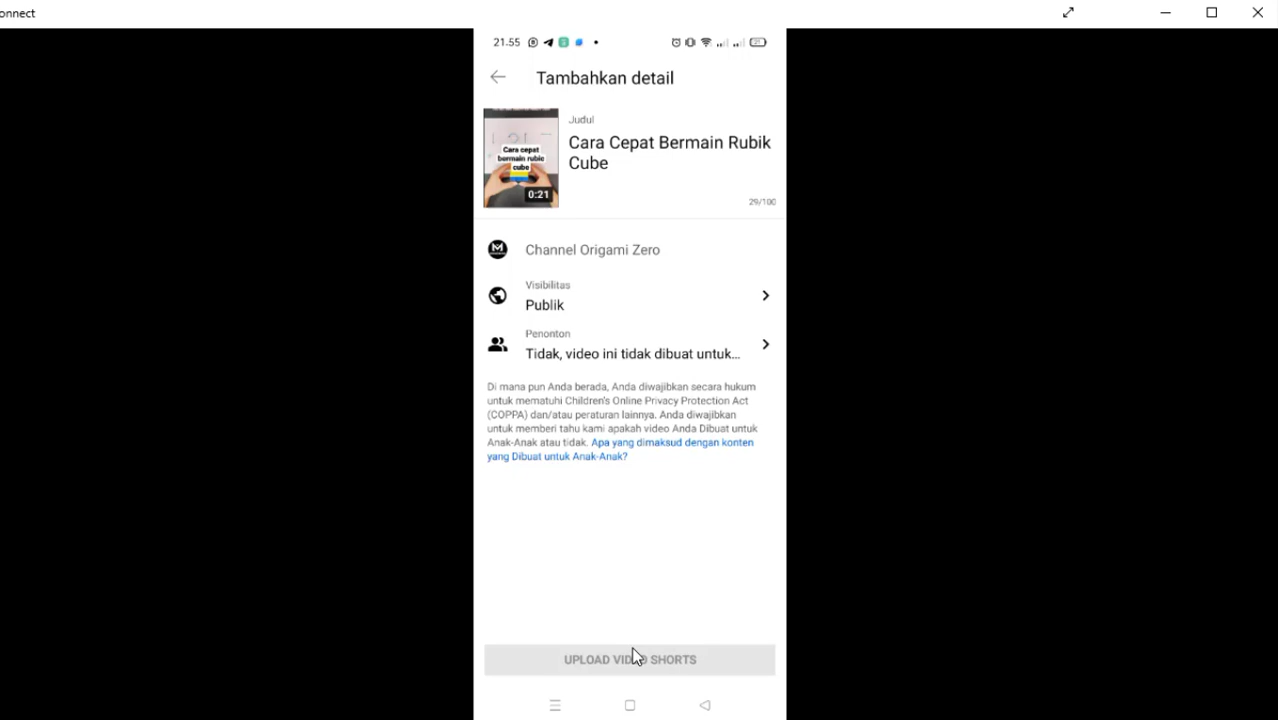 onnect
21.55
Tambahkan detail
Judul
Cara Cepat Bermain Rubik
Cube
Cara cepat
bermain rubic
cube
0:21
29/100
Channel Origami Zero
Visibilitas
Publik
Penonton
Tidak, video ini tidak dibuat untuk...
Di mana pun Anda berada, Anda diwajibkan secara hukum
untuk mematuhi Children's Online Privacy Protection Act
(COPPA) dan/atau peraturan lainnya. Anda diwajibkan
untuk memberi tahu kami apakah video Anda Dibuat untuk
Anak-Anak atau tidak. Apa yang dimaksud dengan konten
yang Dibuat untuk Anak-Anak?
UPLOAD VIDEO SHORTS